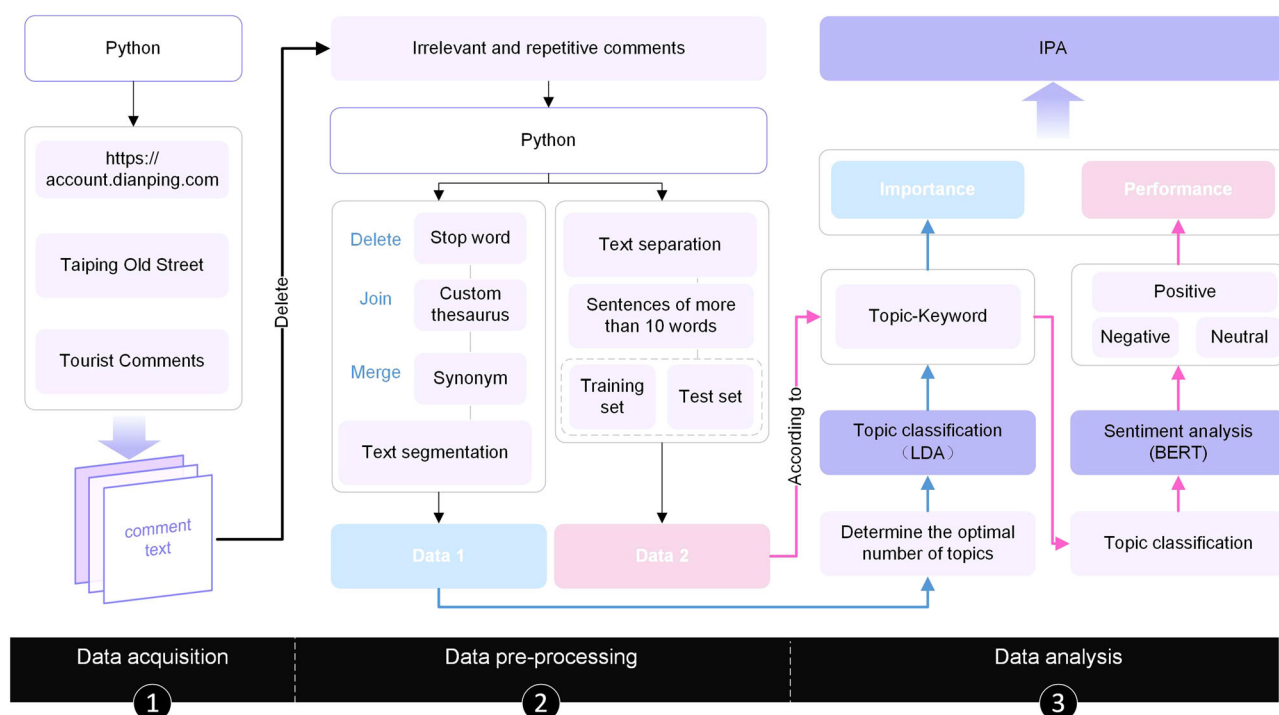 Python
https://
account.dianping.com
Taiping Old Street
Tourist Comments
comment
text
Delete
Irrelevant and repetitive comments
Python
Delete
Stop word
Join
Custom
thesaurus
Merge
Synonym
Text segmentation
Text separation
Sentences of more
than 10 words
Training
set
Test set
Data 1
Data 2
According to
IPA
Importance
Performance
Topic-Keyword
Positive
Negative
Neutral
Topic classification
（LDA）
Sentiment analysis
(BERT)
Determine the optimal
number of topics
Topic classification
Data acquisition
Data pre-processing
Data analysis
1
2
3